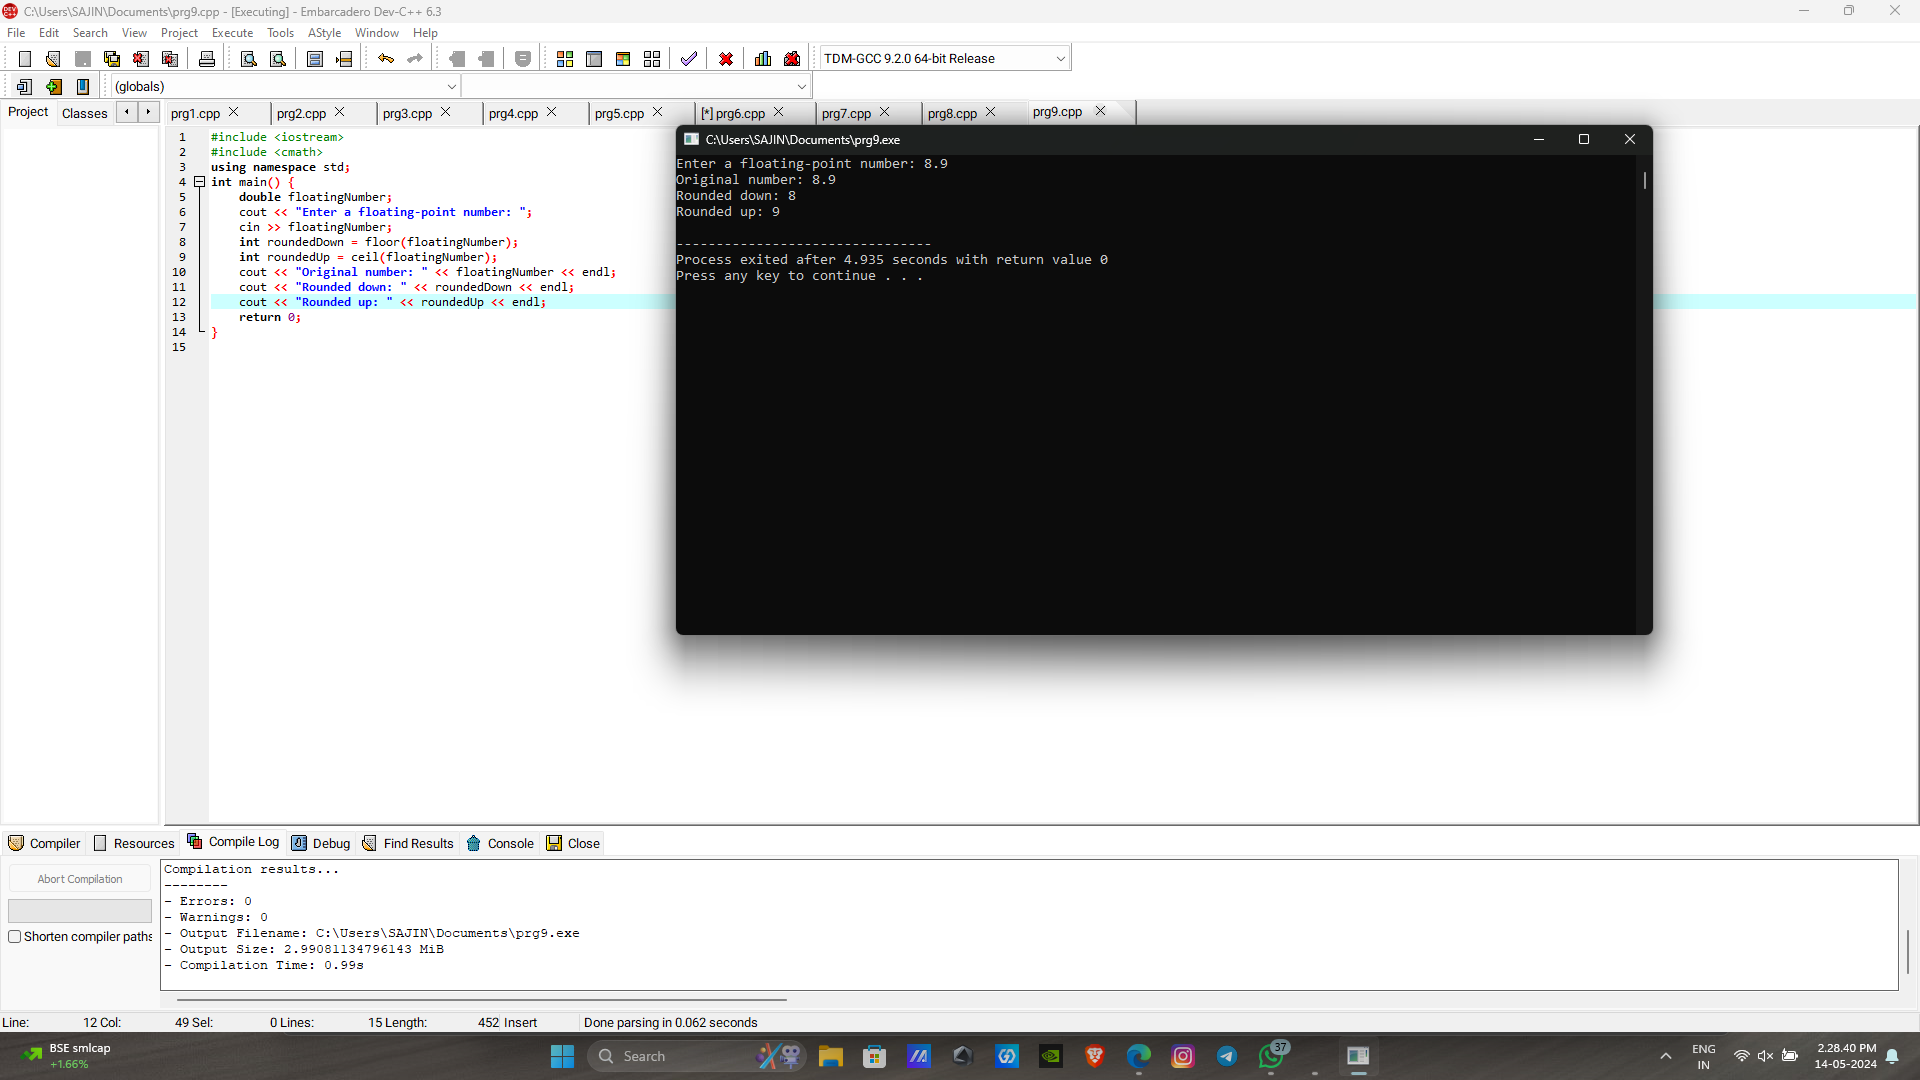 C:\Users\SAJIN\Documents\prg9.cpp - [Executing] - Embarcadero Dev-C++ 6.3
File Edit Search View Project Execute Tools AStyle Window Help
TDM-GCC 9.2.0 64-bit Release
(globals)
Project Classes prg1.cpp prg2.cpp prg3.cpp prg4.cpp prg5.cpp [*] prg6.cpp prg7.cpp prg8.cpp prg9.cpp
1 #include <iostream>
2 #include <cmath>
3 using namespace std;
4 int main() {
5 double floatingNumber;
6 cout << "Enter a floating-point number: ";
7 cin >> floatingNumber;
8 int roundedDown = floor(floatingNumber);
9 int roundedUp = ceil(floatingNumber);
10 cout << "Original number: " << floatingNumber << endl;
11 cout << "Rounded down: " << roundedDown << endl;
12 cout << "Rounded up: " << roundedUp << endl;
13 return 0;
14 }
15
C:\Users\SAJIN\Documents\prg9.exe
Enter a floating-point number: 8.9
Original number: 8.9
Rounded down: 8
Rounded up: 9
--------------------------------
Process exited after 4.935 seconds with return value 0
Press any key to continue . . .
Compiler Resources Compile Log Debug Find Results Console Close
Abort Compilation
Shorten compiler paths
Compilation results...
--------
- Errors: 0
- Warnings: 0
- Output Filename: C:\Users\SAJIN\Documents\prg9.exe
- Output Size: 2.99081134796143 MiB
- Compilation Time: 0.99s
Line: 12 Col: 49 Sel: 0 Lines: 15 Length: 452 Insert Done parsing in 0.062 seconds
BSE smlcap
+1.66%
Search
37
ENG
IN
2.28.40 PM
14-05-2024